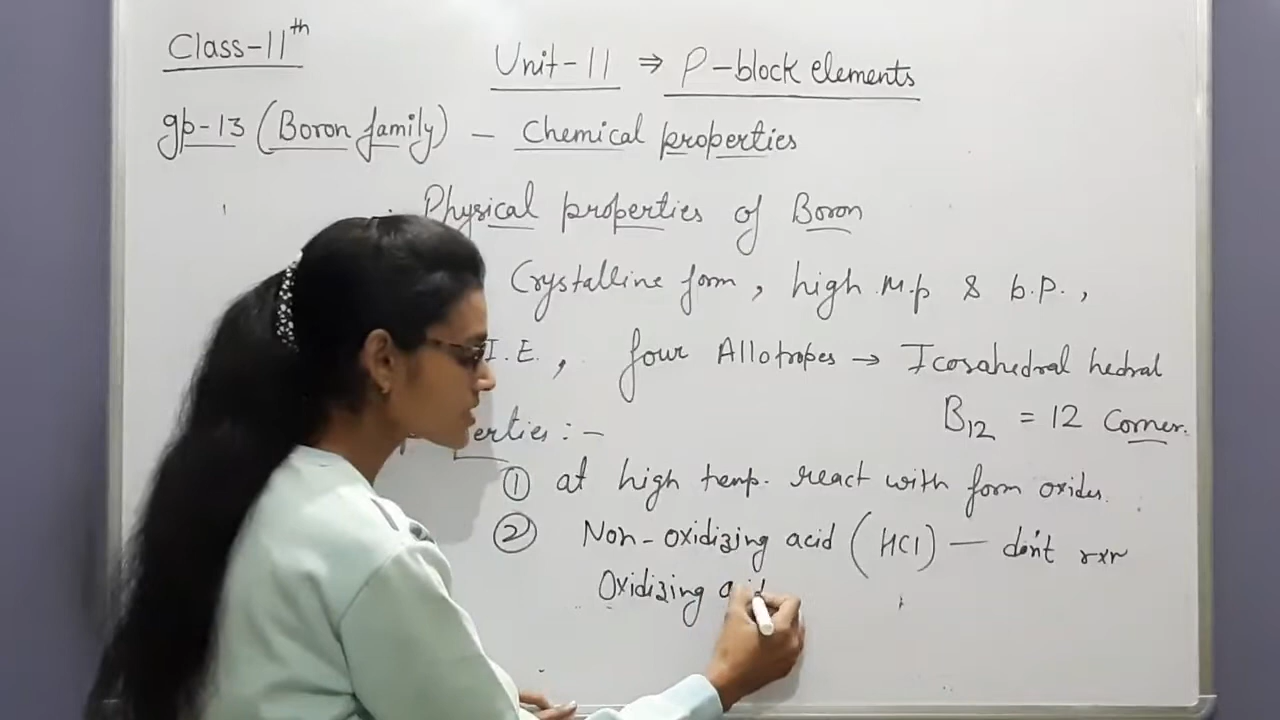 Class-11th
Unit-11 ⇒ P-block elements
gp-13 (Boron family) - Chemical properties
Physical properties of Boron
Crystalline form, high M.p & b.p.,
I.E., four Allotropes → Icosahedral hedral
B12 = 12 Corner.
erties :-
① at high temp. react with form oxides.
② Non-oxidizing acid (HCl) - don't rxn
Oxidizing